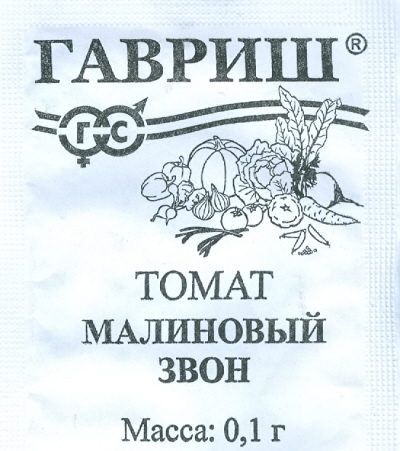 ГАВРИШ®
Г С
ТОМАТ
МАЛИНОВЫЙ
ЗВОН
Масса: 0,1 г